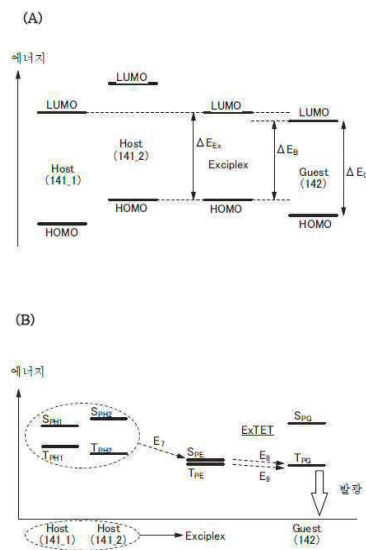 (A)
에너지
LUMO
LUMO
LUMO
LUMO
Host
(141_1)
Host
(141_2)
ΔE_Ex
Exciplex
ΔE_B
Guest
(142)
ΔE_G
HOMO
HOMO
HOMO
HOMO
(B)
에너지
S_PH1
S_PH2
T_PH1
T_PH2
E_7
S_PE
T_PE
ExTET
E_8
E_9
S_PG
T_PG
발광
Host
(141_1)
Host
(141_2)
Exciplex
Guest
(142)